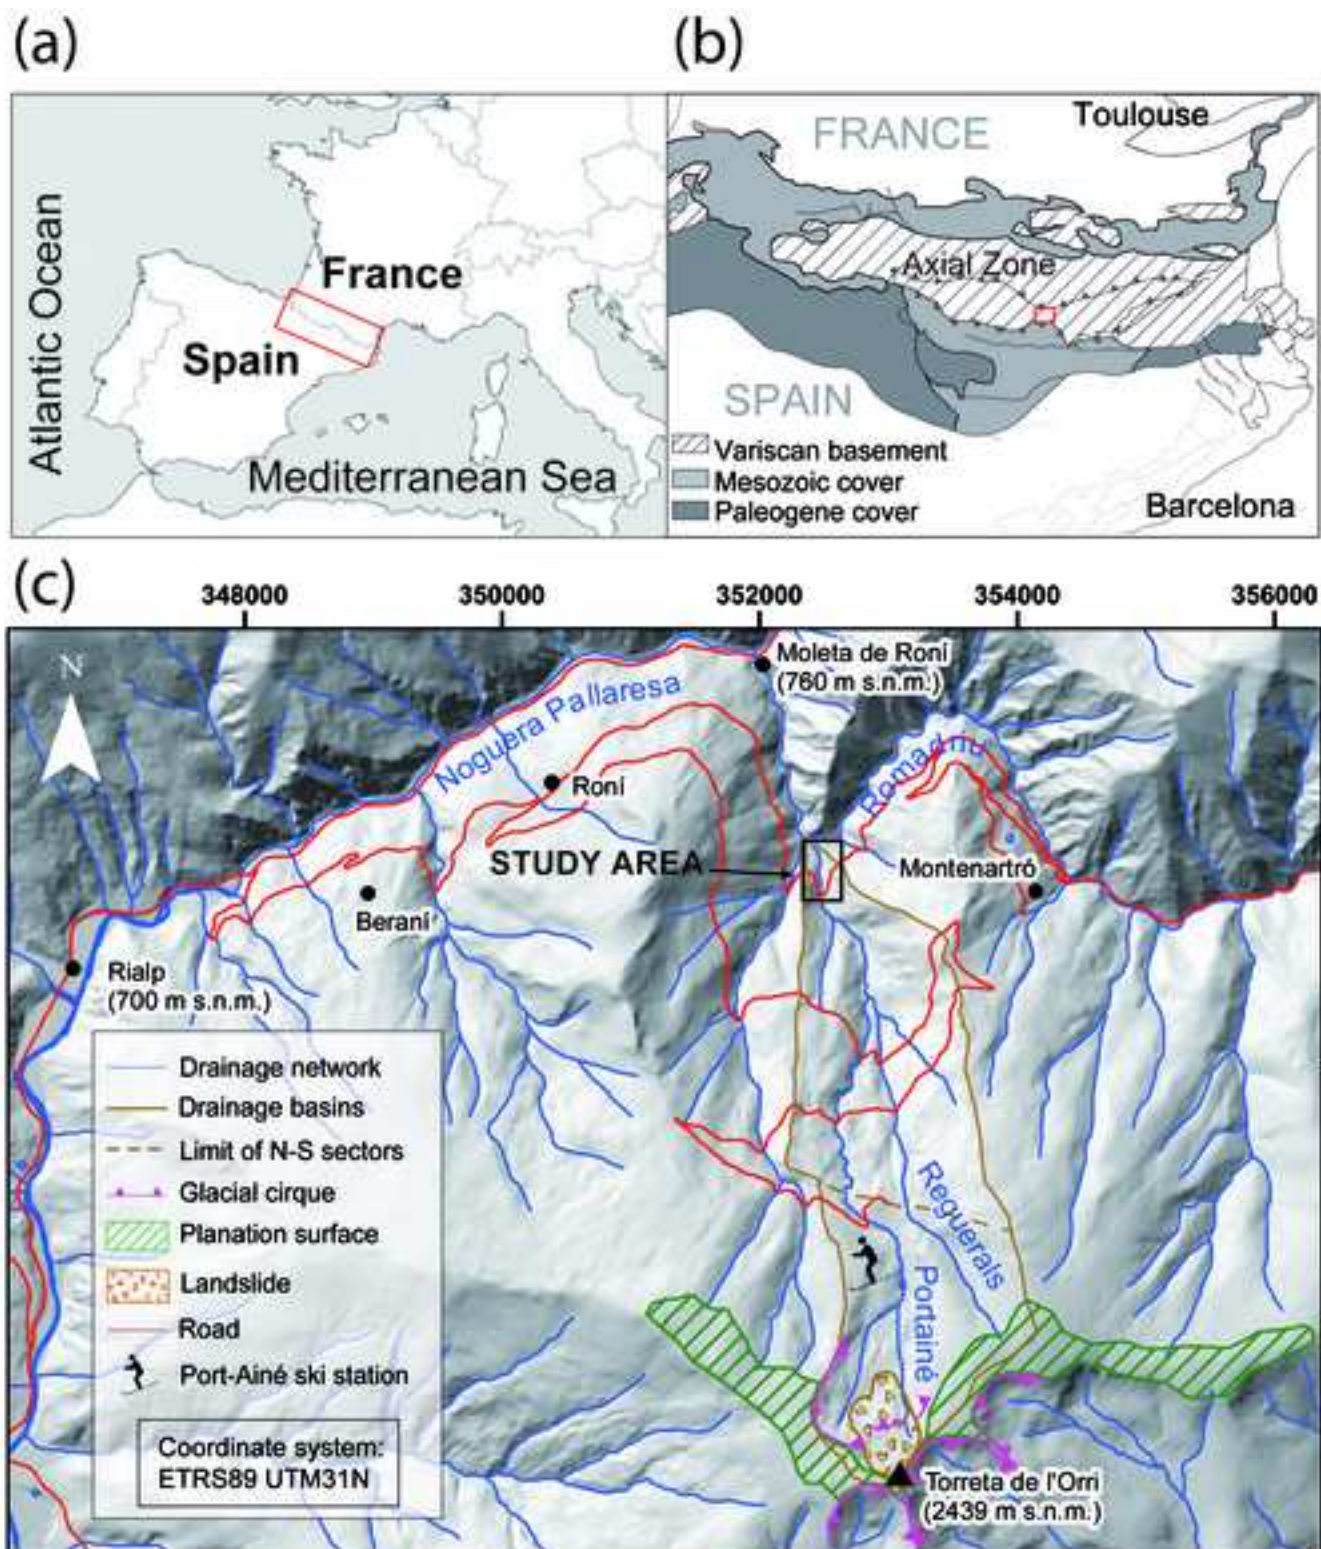 (a)
(b)
Atlantic Ocean
France
Spain
Mediterranean Sea
FRANCE
Toulouse
Axial Zone
SPAIN
Variscan basement
Mesozoic cover
Paleogene cover
Barcelona
(c)
348000
350000
352000
354000
356000
N
Moleta de Roní
(760 m s.n.m.)
Noguera Pallaresa
Romadriu
Roní
STUDY AREA
Montenartró
Beraní
Rialp
(700 m s.n.m.)
Drainage network
Drainage basins
Limit of N-S sectors
Glacial cirque
Planation surface
Landslide
Road
Port-Ainé ski station
Coordinate system:
ETRS89 UTM31N
Reguerals
Portainé
Torreta de l'Orri
(2439 m s.n.m.)